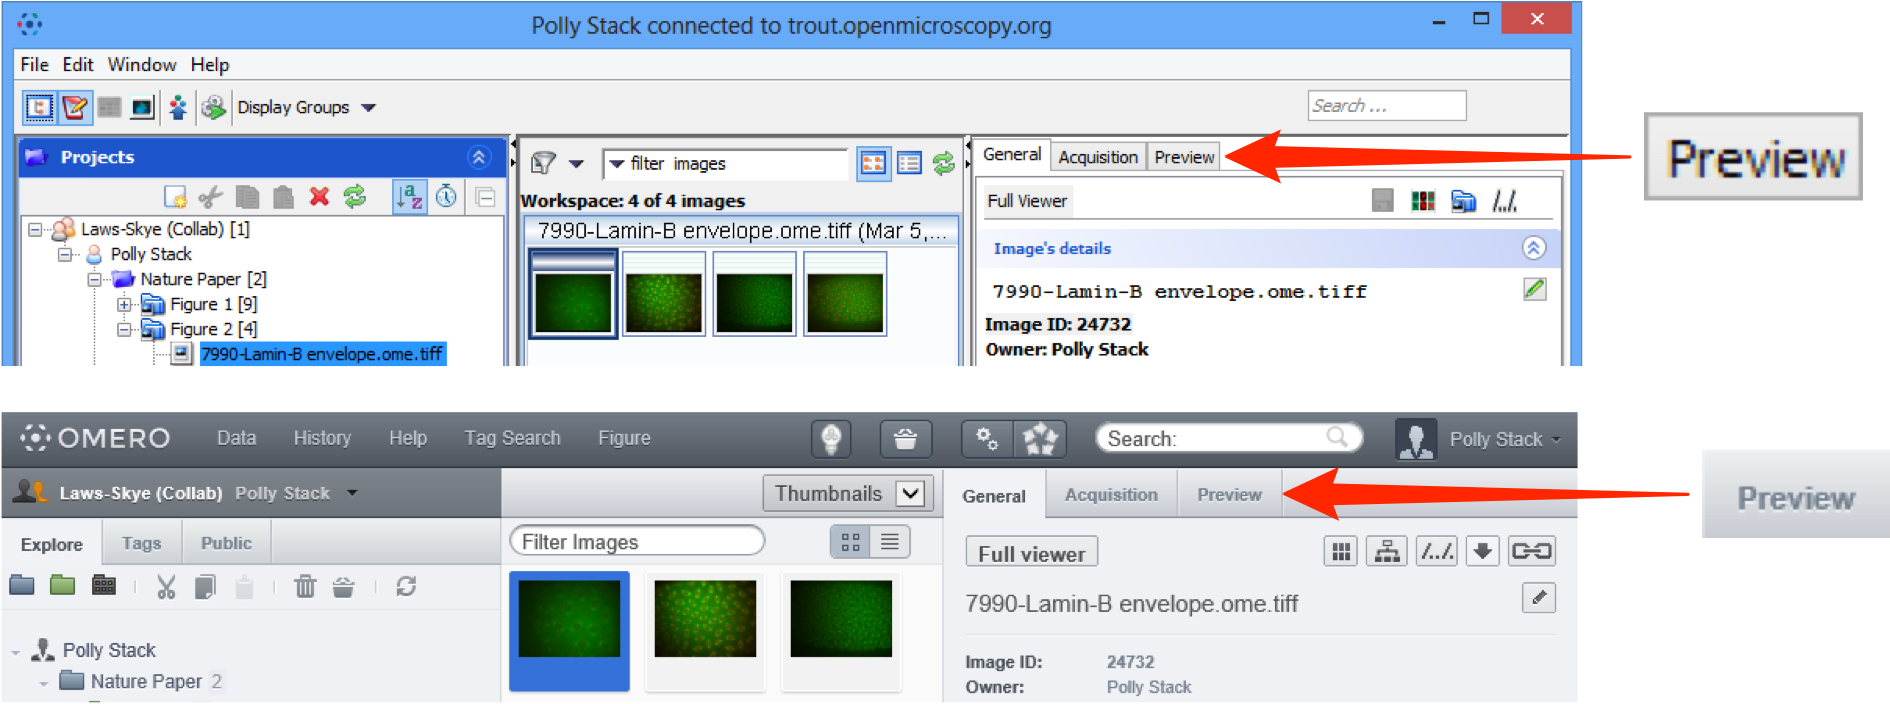 Polly Stack connected to trout.openmicroscopy.org
File Edit Window Help
Display Groups
Search ...
Projects
filter images
General Acquisition Preview
Preview
Workspace: 4 of 4 images
Full Viewer
Laws-Skye (Collab) [1]
7990-Lamin-B envelope.ome.tiff (Mar 5,...
Image's details
Polly Stack
Nature Paper [2]
7990-Lamin-B envelope.ome.tiff
Figure 1 [9]
Image ID: 24732
Figure 2 [4]
Owner: Polly Stack
7990-Lamin-B envelope.ome.tiff
OMERO Data History Help Tag Search Figure
Search:
Polly Stack
Laws-Skye (Collab) Polly Stack
Thumbnails
General Acquisition Preview
Preview
Explore Tags Public
Filter Images
Full viewer
7990-Lamin-B envelope.ome.tiff
Polly Stack
Image ID: 24732
Nature Paper 2
Owner: Polly Stack